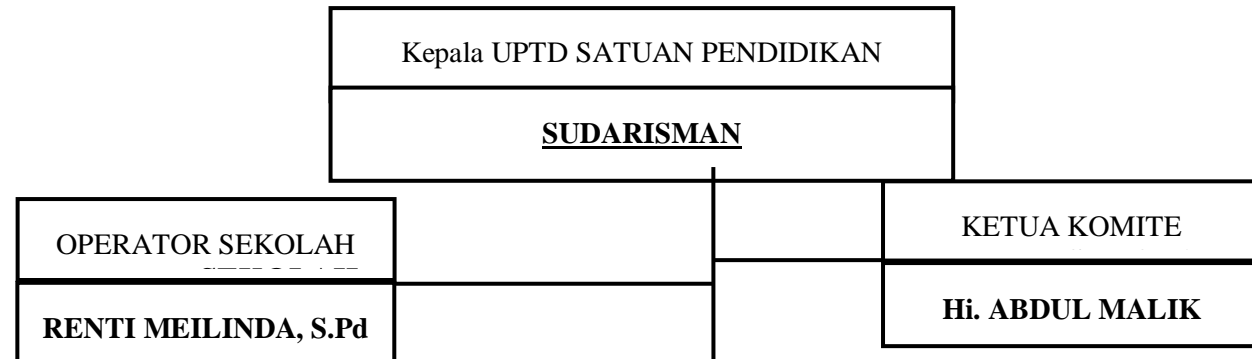 Kepala UPTD SATUAN PENDIDIKAN
SUDARISMAN
OPERATOR SEKOLAH
RENTI MEILINDA, S.Pd
KETUA KOMITE
Hi. ABDUL MALIK